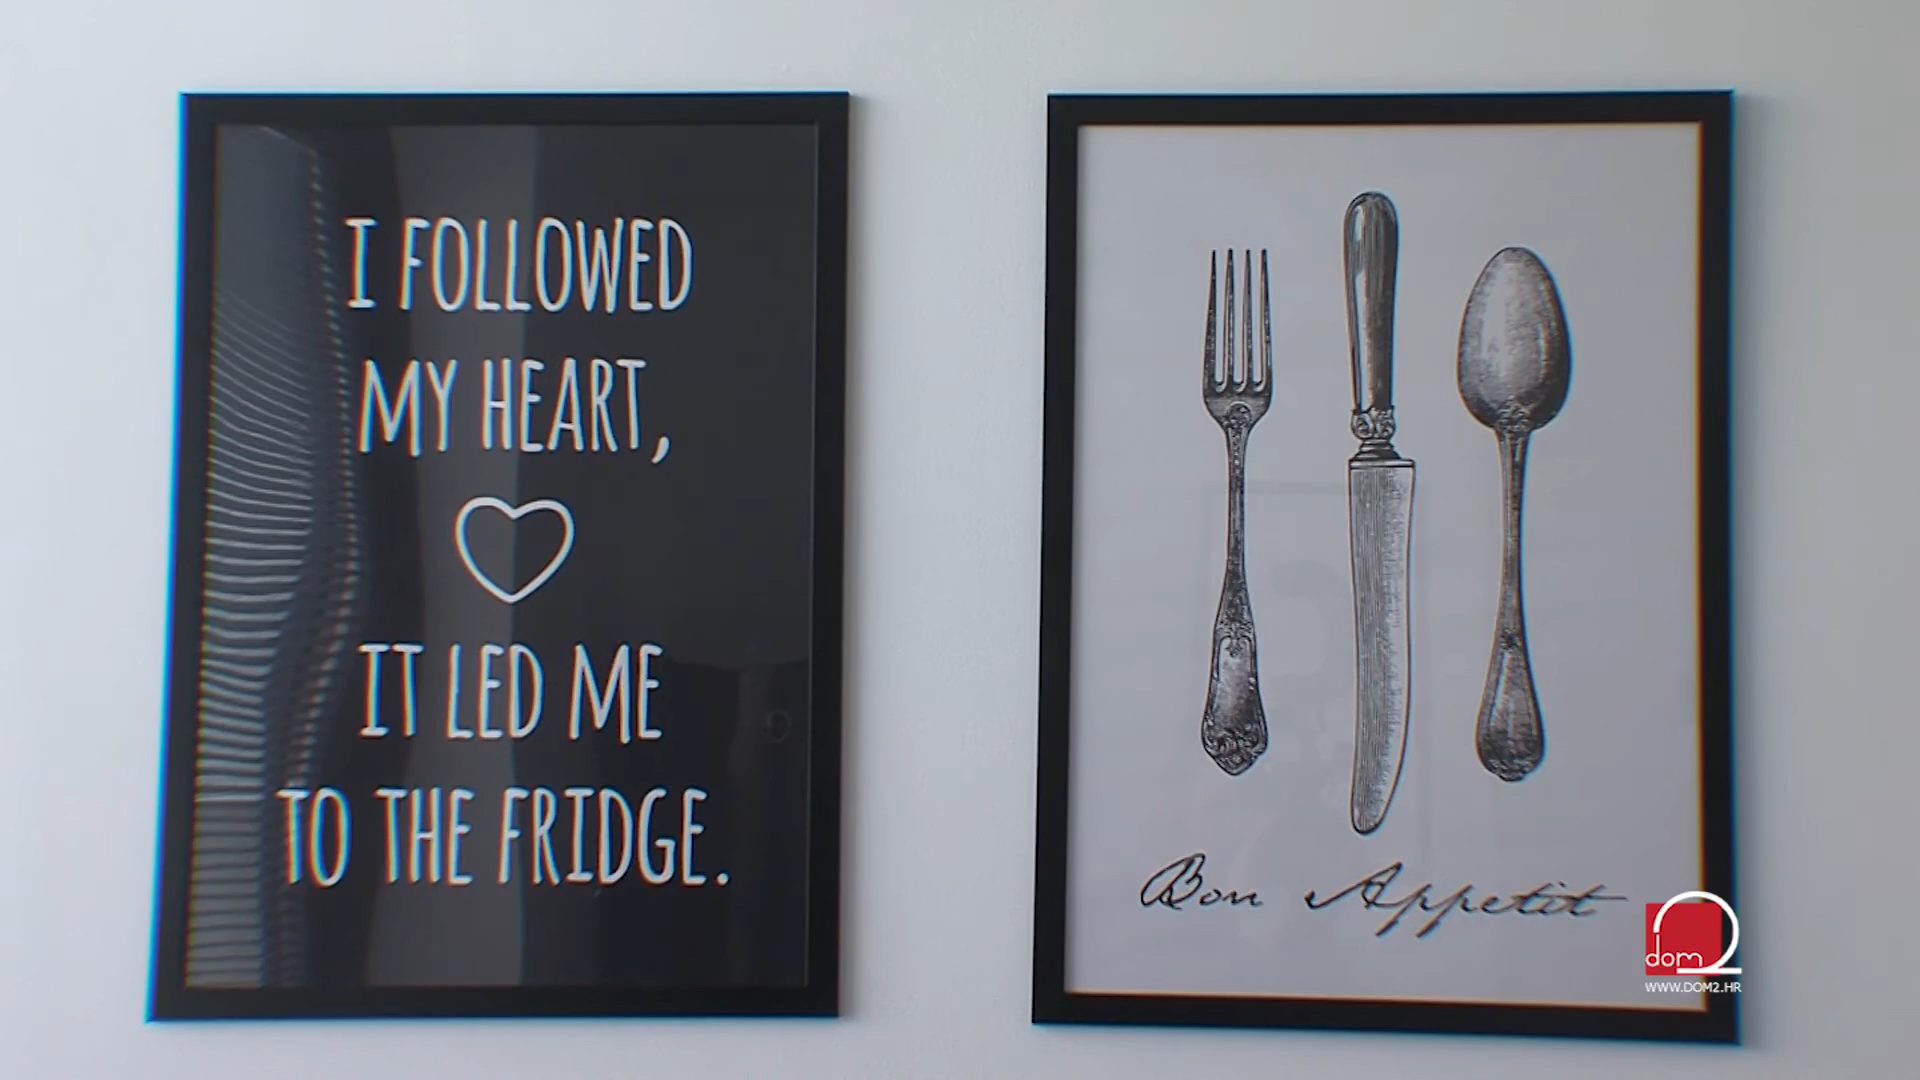 I FOLLOWED
MY HEART,
IT LED ME
TO THE FRIDGE.
Bon Appetit
dom2
WWW.DOM2.HR